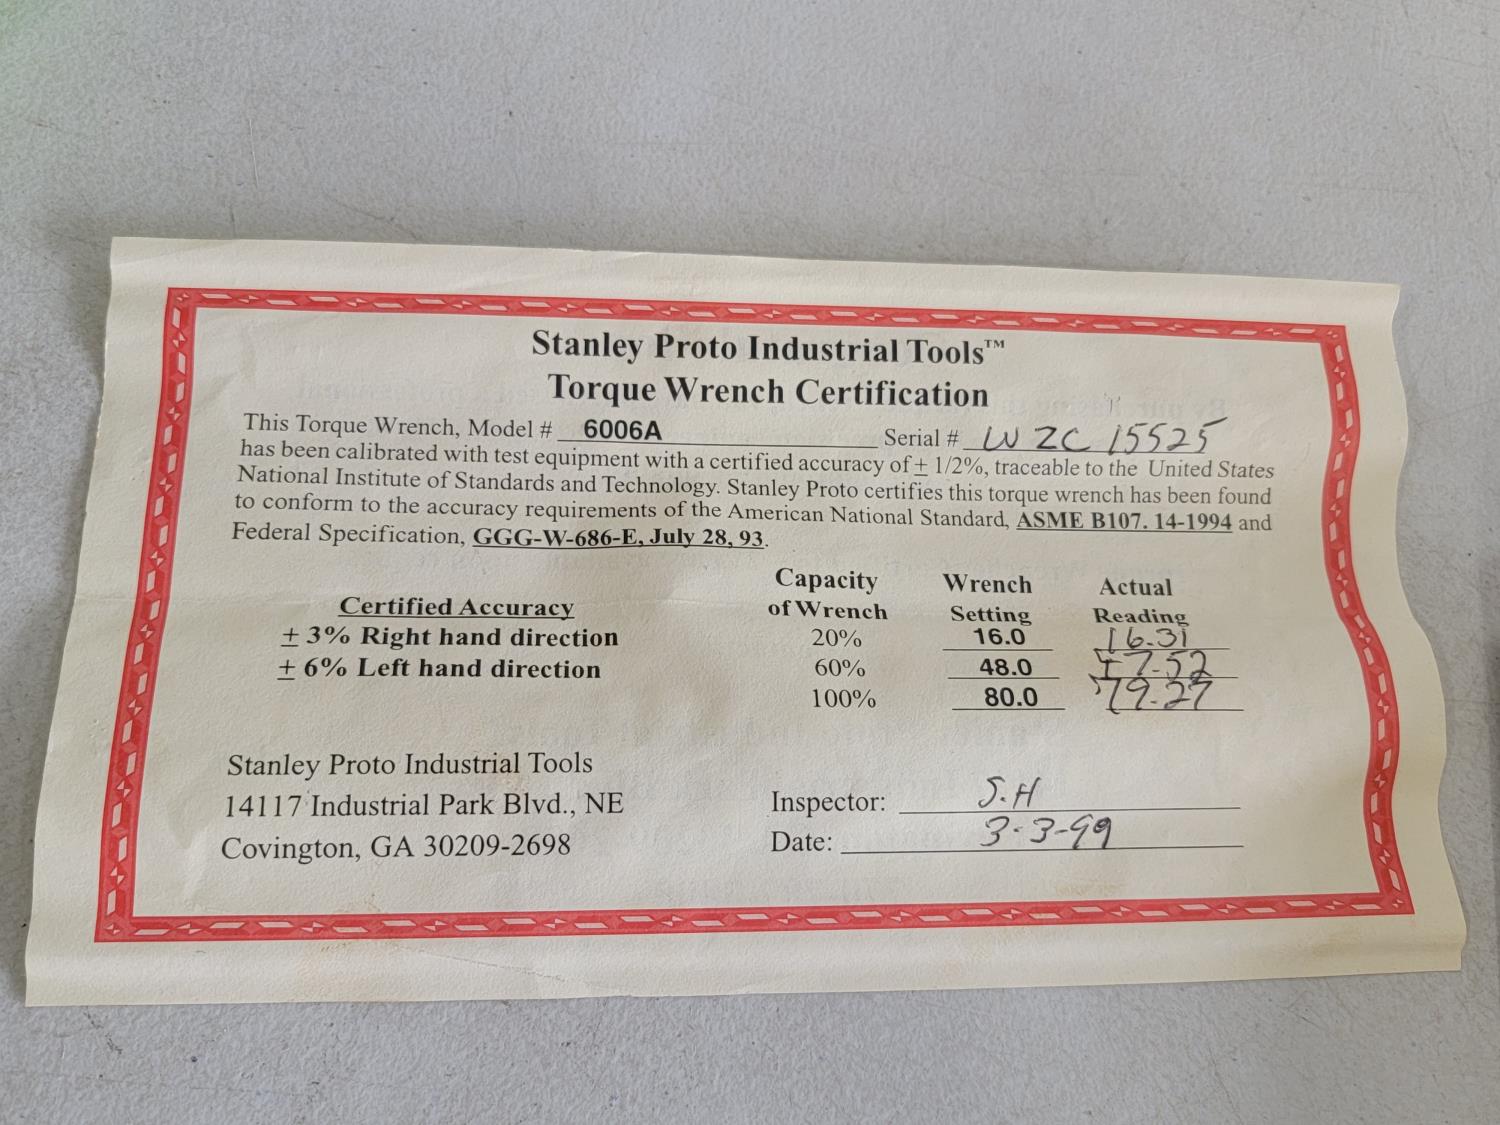 Stanley Proto Industrial Tools™
Torque Wrench Certification
This Torque Wrench, Model # 6006A Serial # WZC 15525
has been calibrated with test equipment with a certified accuracy of ± 1/2%, traceable to the United States
National Institute of Standards and Technology. Stanley Proto certifies this torque wrench has been found
to conform to the accuracy requirements of the American National Standard, ASME B107. 14-1994 and
Federal Specification, GGG-W-686-E, July 28, 93.
Certified Accuracy
± 3% Right hand direction
± 6% Left hand direction
Capacity Wrench Actual
of Wrench Setting Reading
20% 16.0 16.31
60% 48.0 47.52
100% 80.0 79.27
Stanley Proto Industrial Tools
14117 Industrial Park Blvd., NE
Covington, GA 30209-2698
Inspector: S.H
Date: 3-3-99